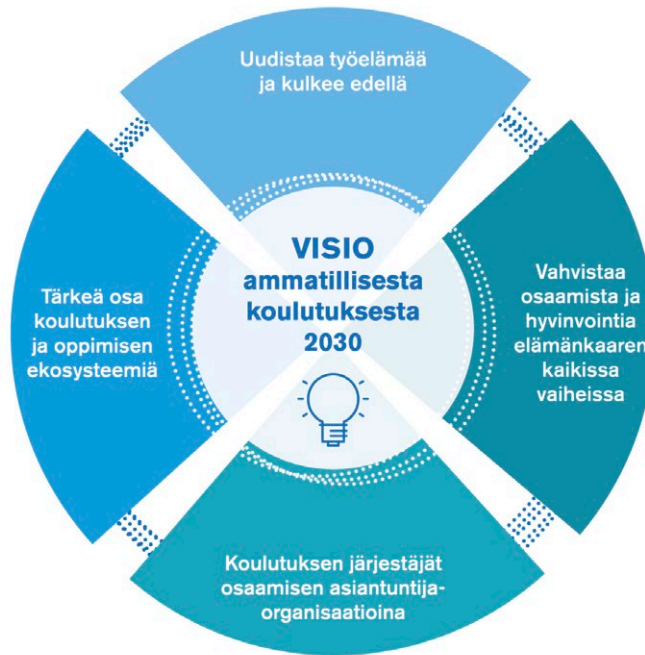 Uudistaa työelämää
ja kulkee edellä
VISIO
ammatillisesta
koulutuksesta
2030
Tärkeä osa
koulutuksen
ja oppimisen
ekosysteemiä
Vahvistaa
osaamista ja
hyvinvointia
elämänkaaren
kaikissa
vaiheissa
Koulutuksen järjestäjät
osaamisen asiantuntija-
organisaatioina